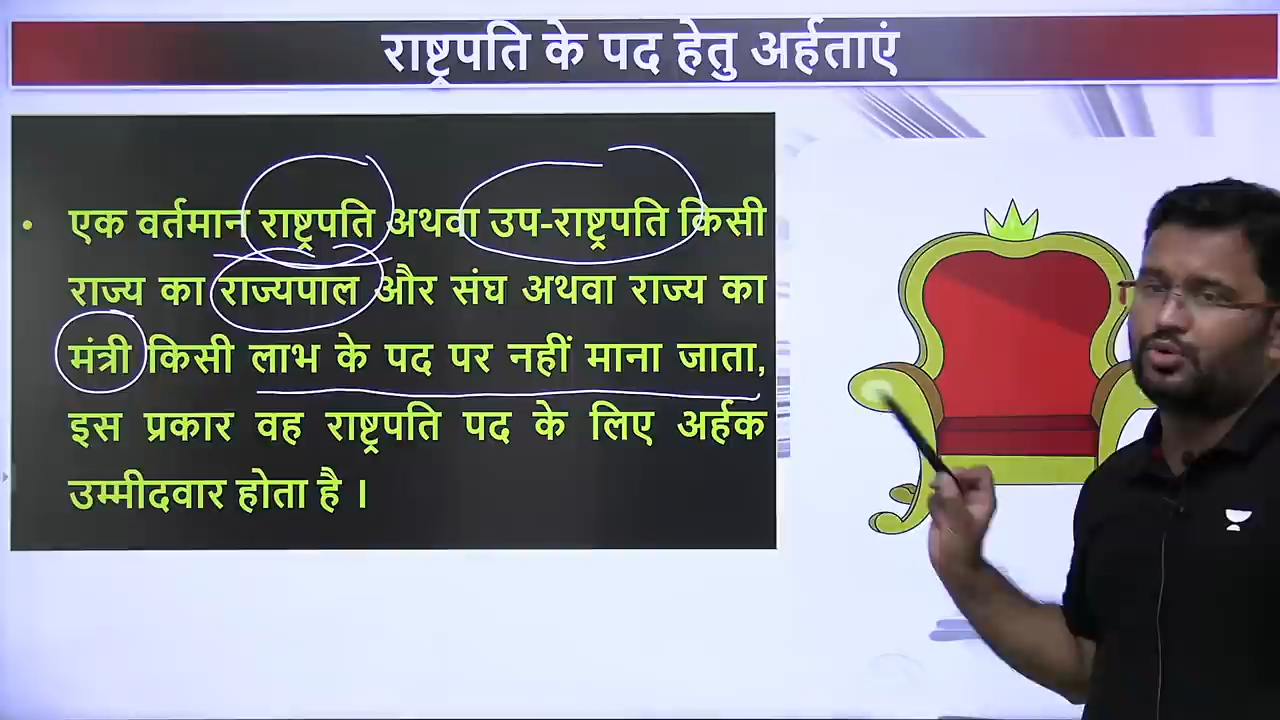 राष्ट्रपति के पद हेतु अर्हताएं
• एक वर्तमान राष्ट्रपति अथवा उप-राष्ट्रपति किसी
राज्य का राज्यपाल और संघ अथवा राज्य का
मंत्री किसी लाभ के पद पर नहीं माना जाता,
इस प्रकार वह राष्ट्रपति पद के लिए अर्हक
उम्मीदवार होता है ।